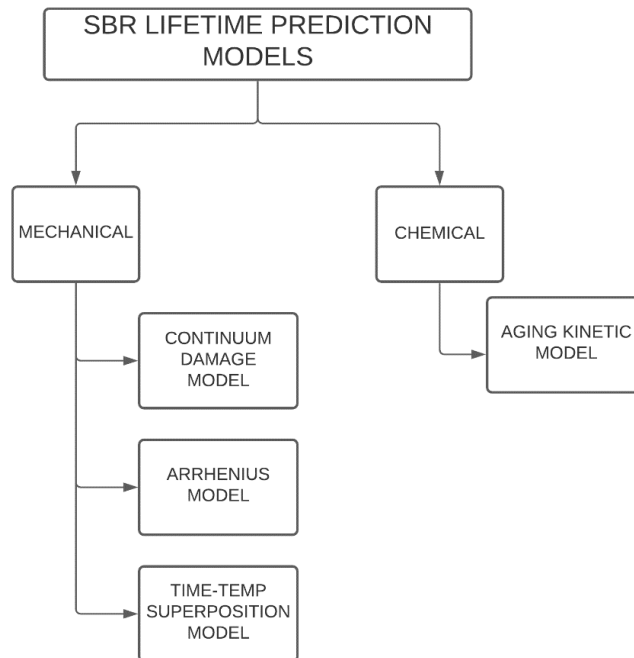 SBR LIFETIME PREDICTION
MODELS
MECHANICAL
CHEMICAL
CONTINUUM
DAMAGE
MODEL
AGING KINETIC
MODEL
ARRHENIUS
MODEL
TIME-TEMP
SUPERPOSITION
MODEL